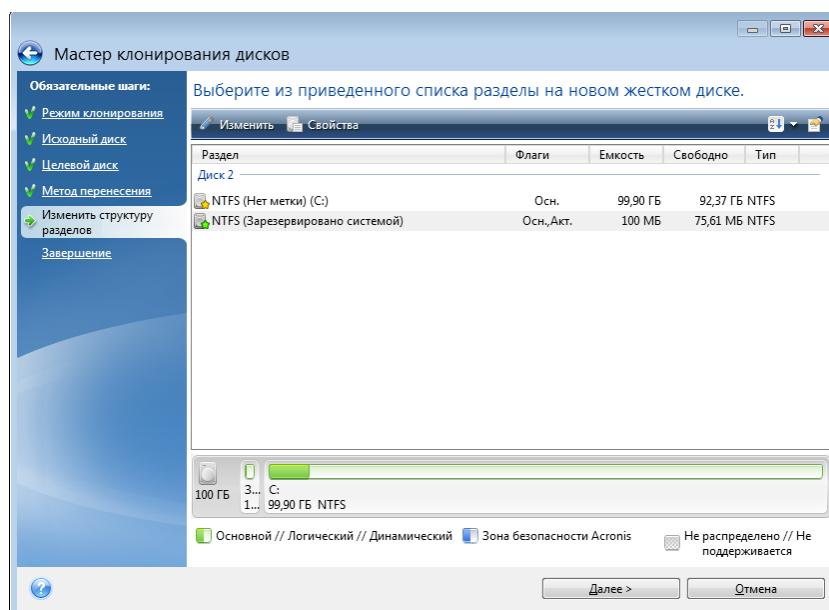 Мастер клонирования дисков
Обязательные шаги:
Режим клонирования
Исходный диск
Целевой диск
Метод перенесения
Изменить структуру
разделов
Завершение
Выберите из приведенного списка разделы на новом жестком диске.
Изменить Свойства
Раздел Флаги Емкость Свободно Тип
Диск 2
NTFS (Нет метки) (C:) Осн. 99,90 ГБ 92,37 ГБ NTFS
NTFS (Зарезервировано системой) Осн.,Акт. 100 МБ 75,61 МБ NTFS
100 ГБ
З... C:
1... 99,90 ГБ NTFS
Основной // Логический // Динамический Зона безопасности Acronis Не распределено // Не
поддерживается
Далее > Отмена